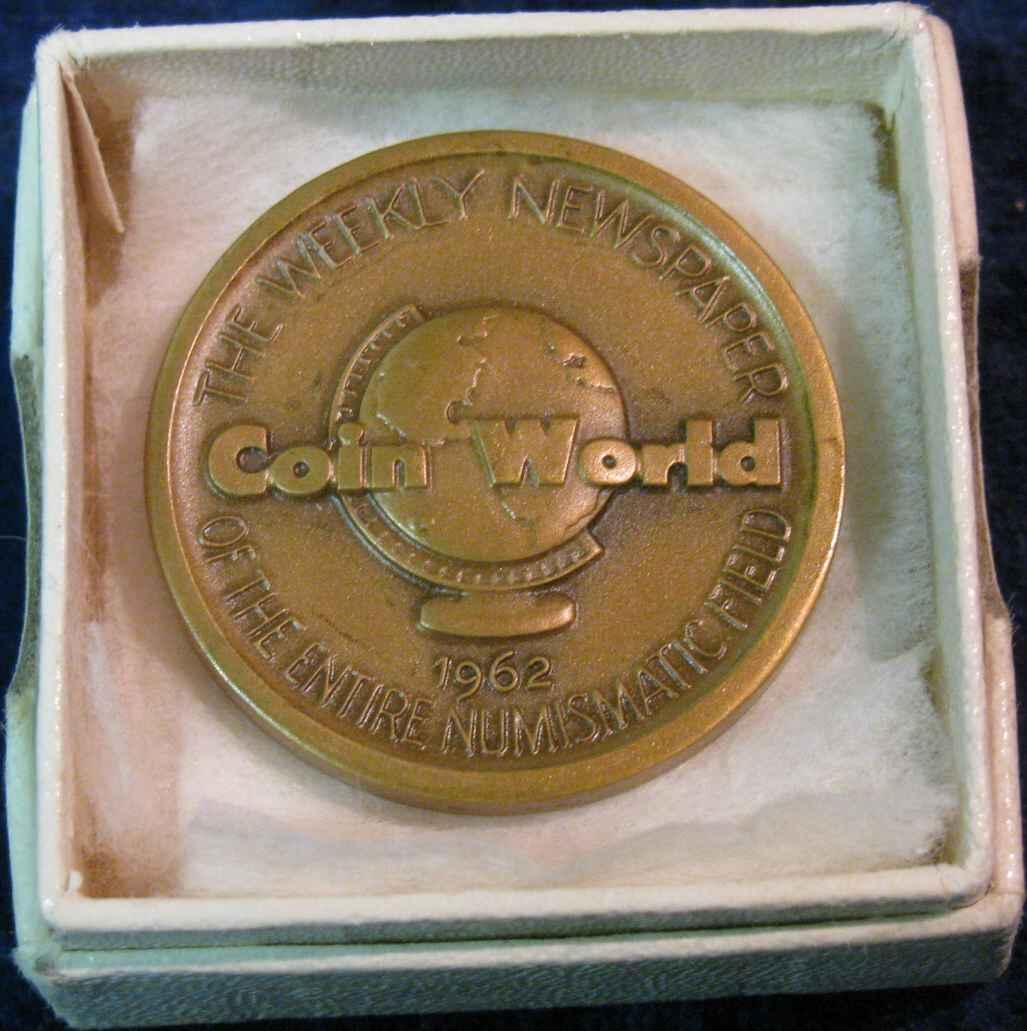 THE WEEKLY NEWSPAPER
Coin World
1962
OF THE ENTIRE NUMISMATIC FIELD